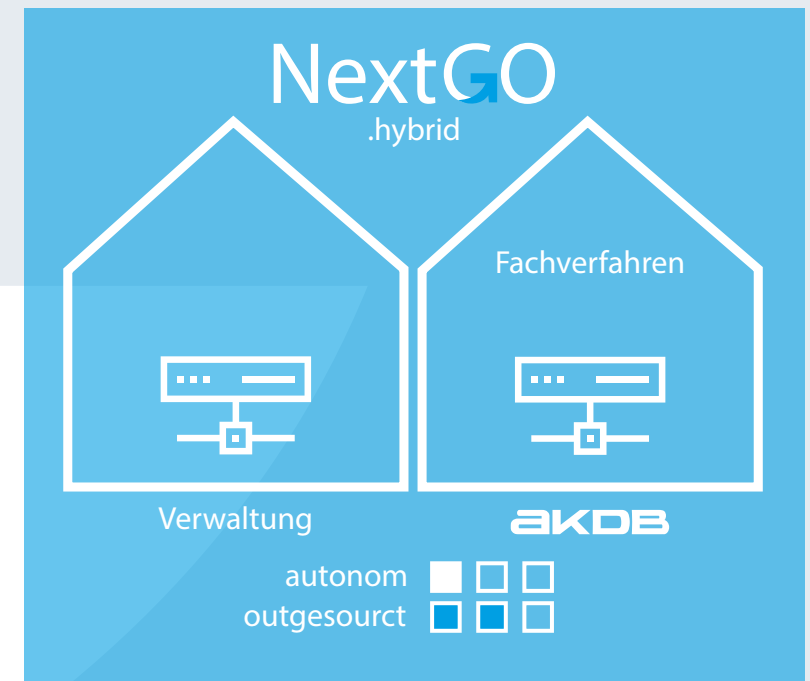 NextGO
.hybrid
Fachverfahren
Verwaltung
AKDB
autonom
outgesourct